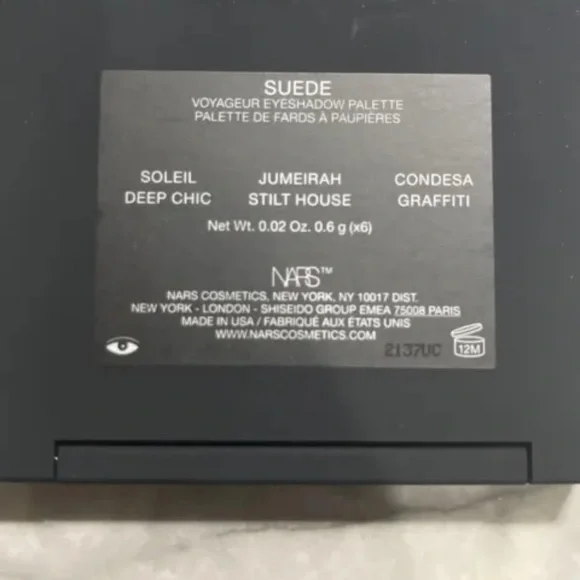 SUEDE
VOYAGEUR EYESHADOW PALETTE
PALETTE DE FARDS À PAUPIÈRES
SOLEIL JUMEIRAH CONDESA
DEEP CHIC STILT HOUSE GRAFFITI
Net Wt. 0.02 Oz. 0.6 g (x6)
NARS™
NARS COSMETICS, NEW YORK, NY 10017 DIST.
NEW YORK - LONDON - SHISEIDO GROUP EMEA 75008 PARIS
MADE IN USA / FABRIQUÉ AUX ÉTATS UNIS
WWW.NARSCOSMETICS.COM
2137UC
12M